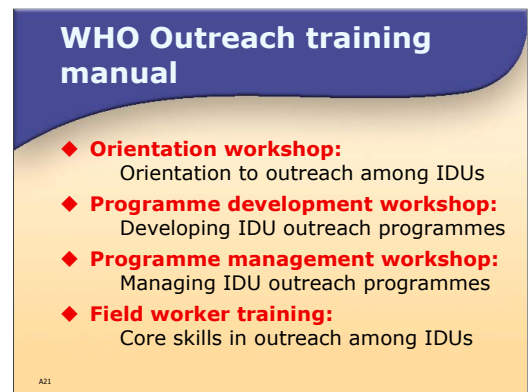 WHO Outreach training
manual
◆ Orientation workshop:
Orientation to outreach among IDUs
◆ Programme development workshop:
Developing IDU outreach programmes
◆ Programme management workshop:
Managing IDU outreach programmes
◆ Field worker training:
Core skills in outreach among IDUs
A21